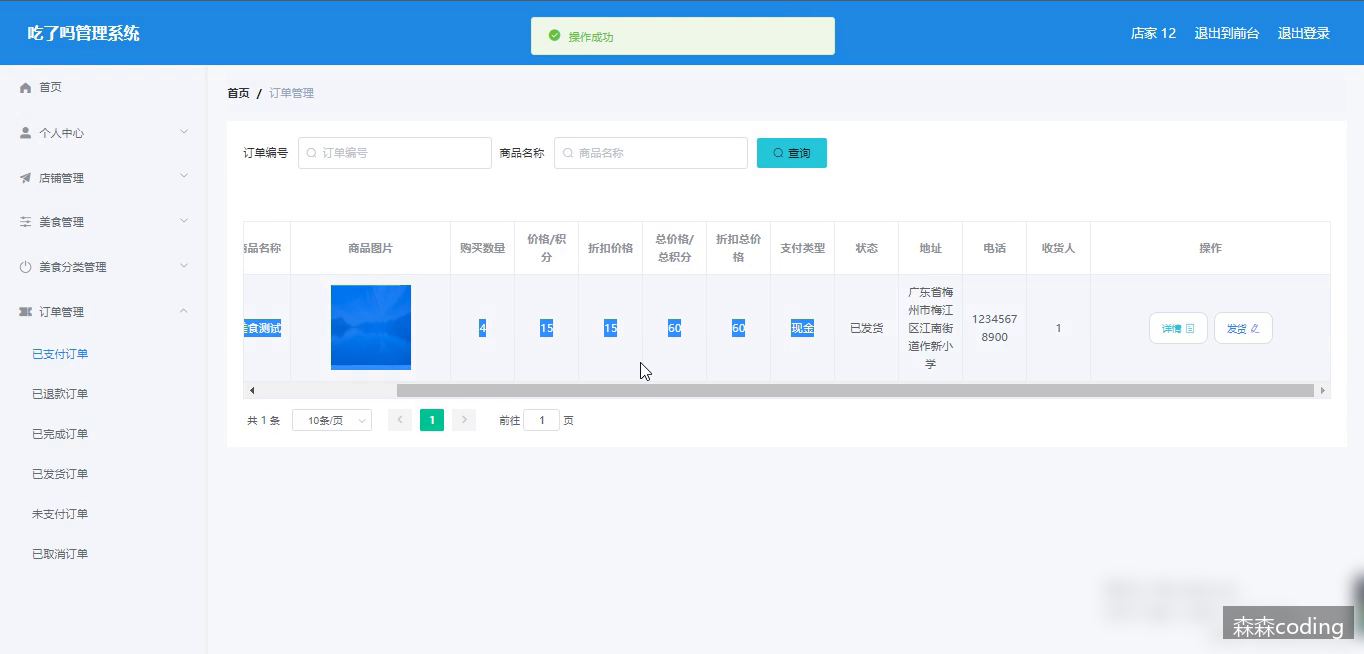 吃了吗管理系统
操作成功
店家 12
退出到前台
退出登录
首页
个人中心
店铺管理
美食管理
美食分类管理
订单管理
已支付订单
已退款订单
已完成订单
已发货订单
未支付订单
已取消订单
首页 / 订单管理
订单编号
订单编号
商品名称
商品名称
查询
商品名称
商品图片
购买数量
价格/积
分
折扣价格
总价格/
总积分
折扣总价
格
支付类型
状态
地址
电话
收货人
操作
美食测试
4
15
15
60
60
现金
已发货
广东省梅
州市梅江
区江南街
道作新小
学
1234567
8900
1
详情
发货
共 1 条
10条/页
1
前往 1 页
森森coding